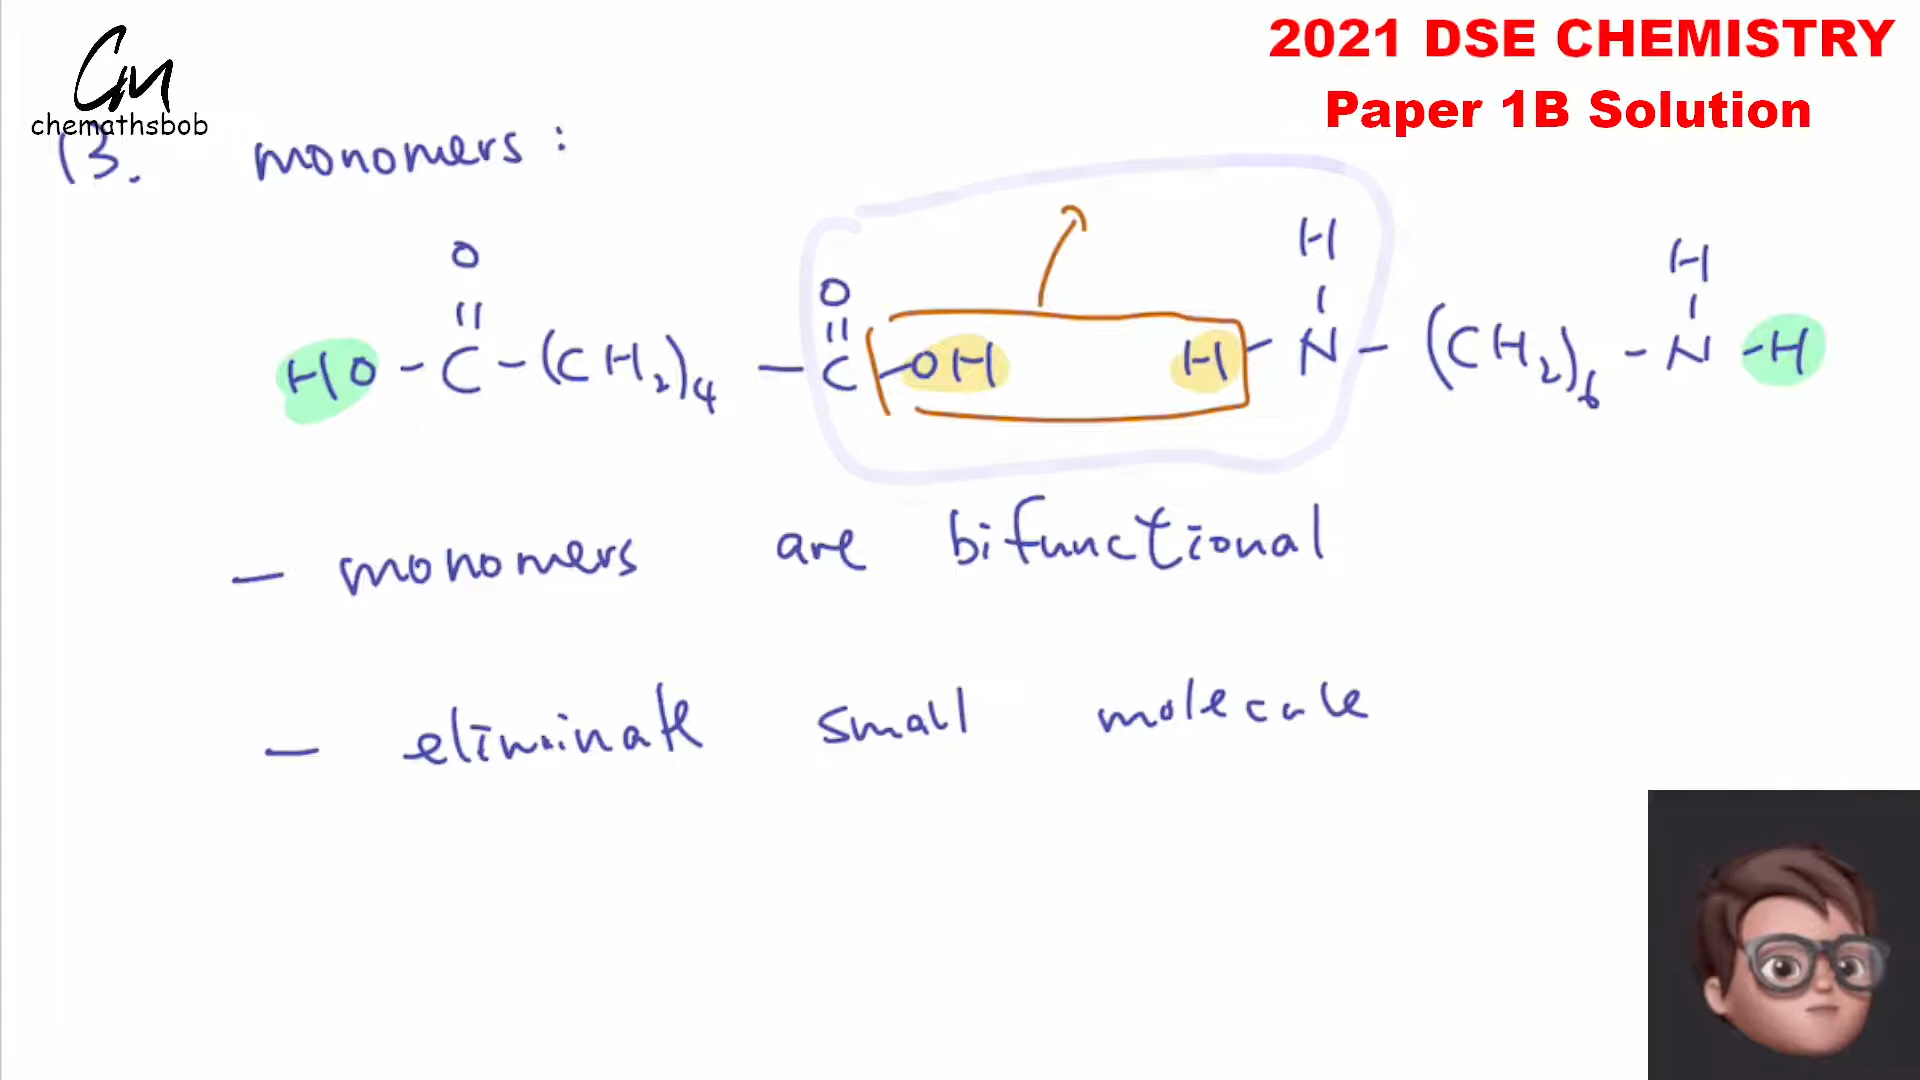 2021 DSE CHEMISTRY
Paper 1B Solution
CM
chemathsbob
13. monomers :
O O H H
HO - C - (CH₂)₄ - C - OH H - N - (CH₂)₆ - N - H
- monomers are bifunctional
- eliminate small molecule